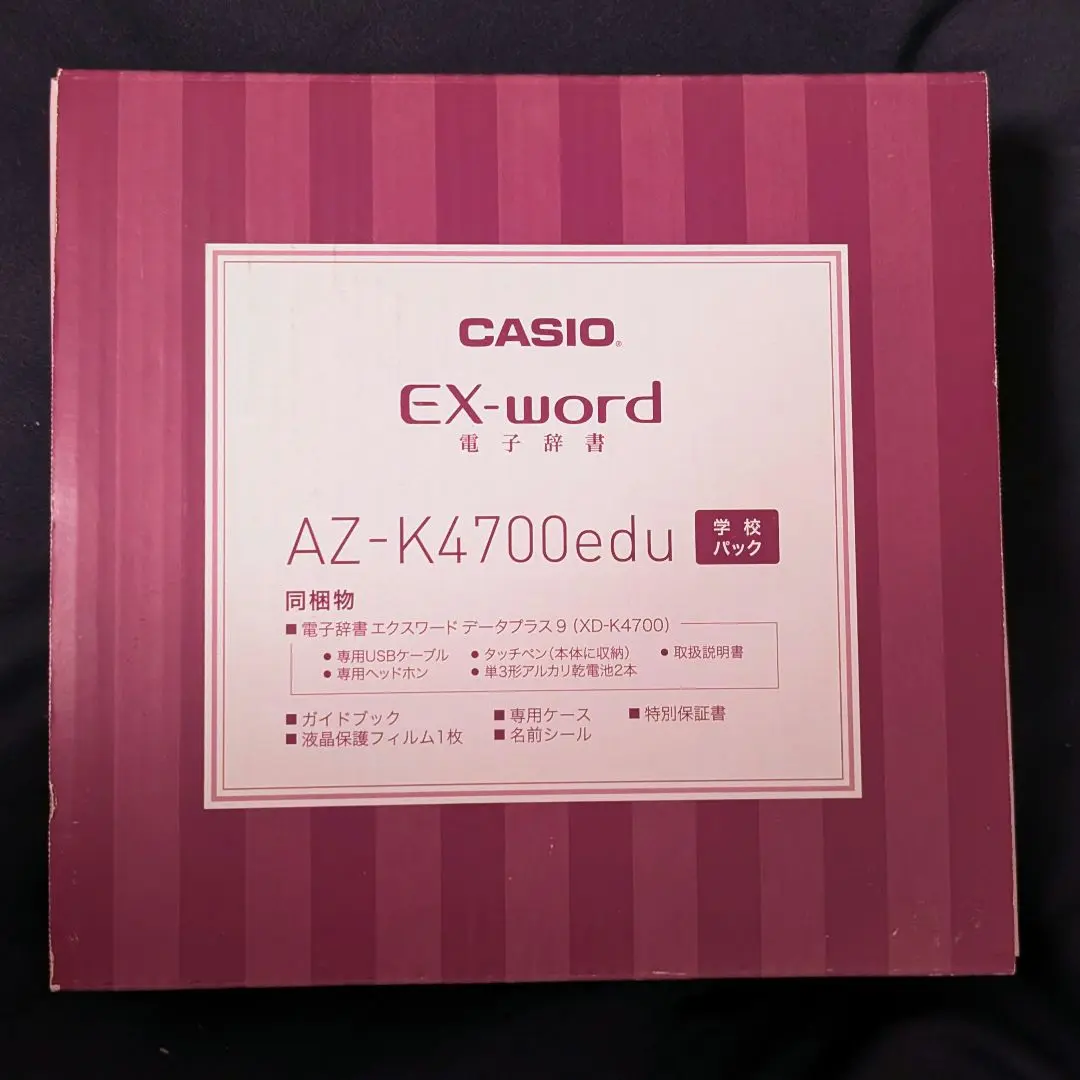 CASIO®
EX-word
電子辞書
AZ-K4700edu 学校パック
同梱物
■ 電子辞書 エクスワード データプラス 9 (XD-K4700)
● 専用USBケーブル ● タッチペン(本体に収納) ● 取扱説明書
● 専用ヘッドホン ● 単3形アルカリ乾電池2本
■ ガイドブック ■ 専用ケース ■ 特別保証書
■ 液晶保護フィルム1枚 ■ 名前シール